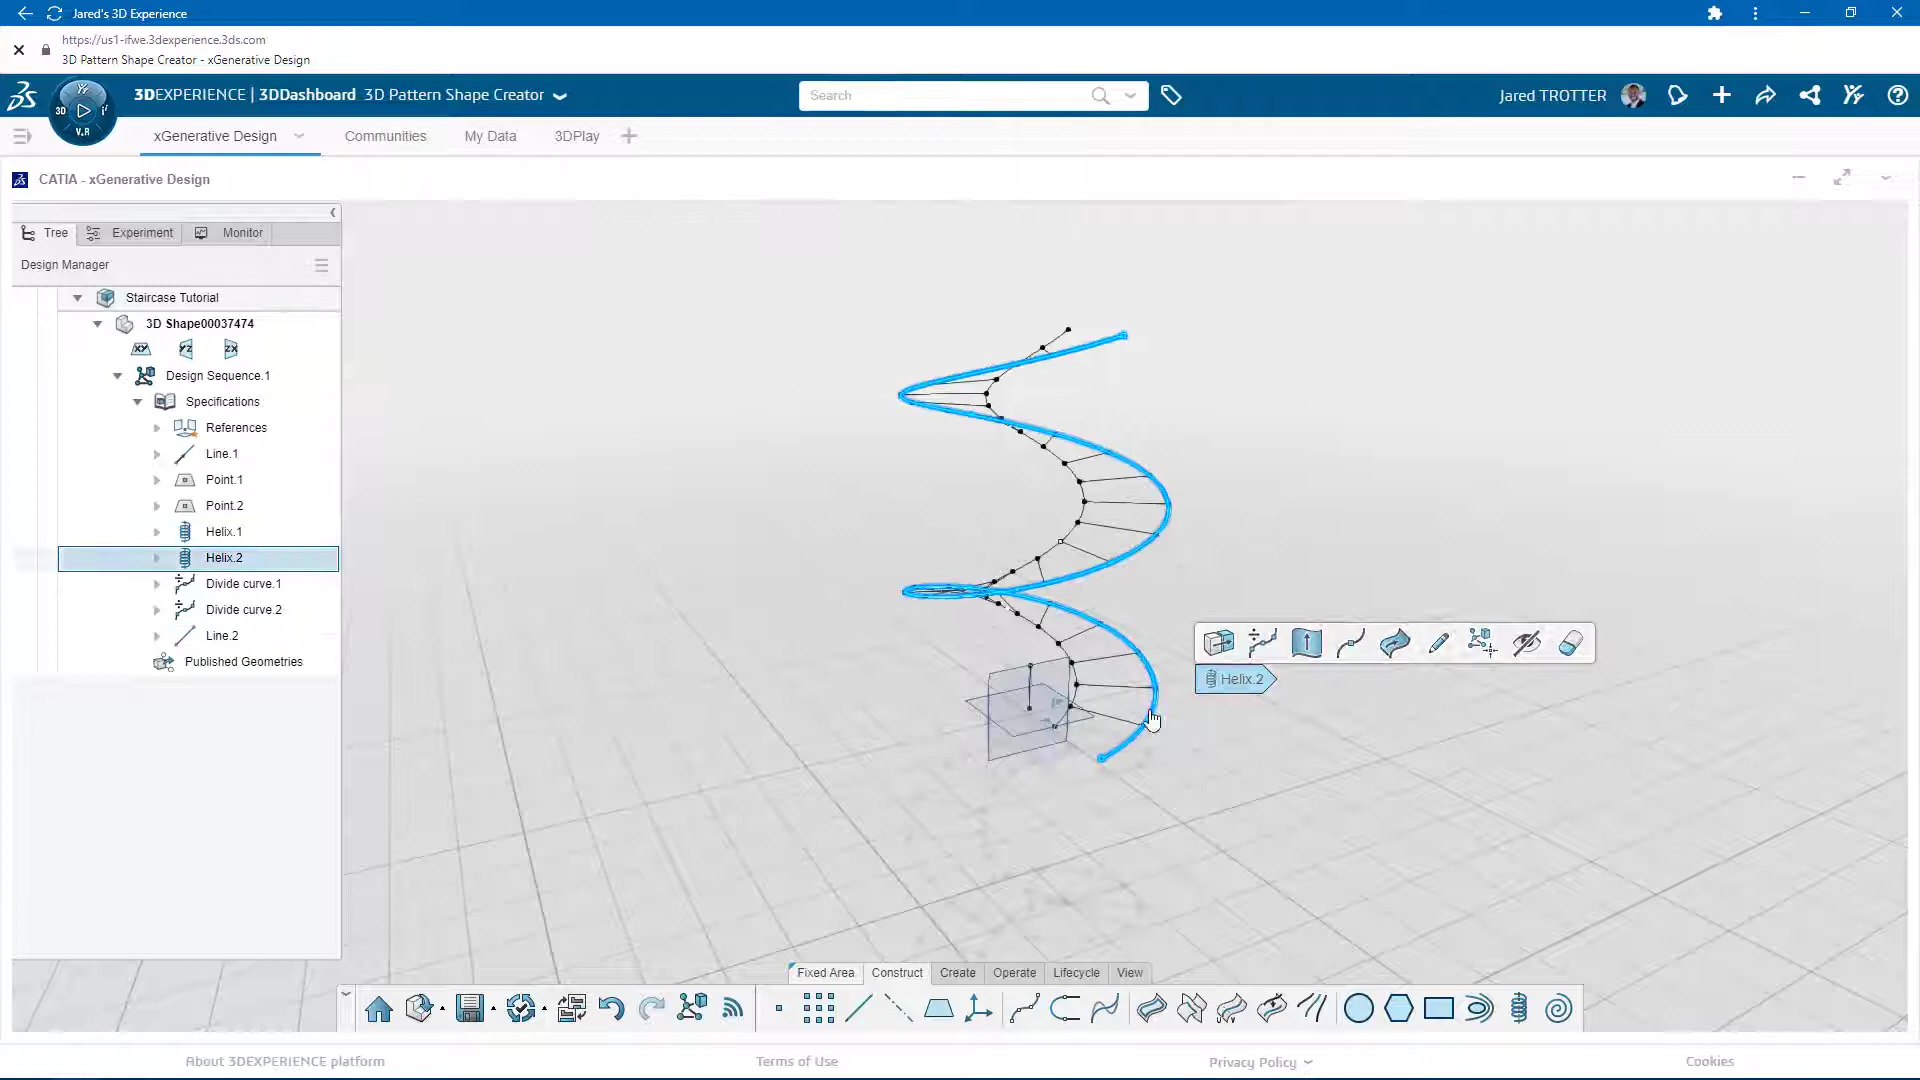 Jared's 3D Experience
https://us1-ifwe.3dexperience.3ds.com
3D Pattern Shape Creator - xGenerative Design
3DEXPERIENCE | 3DDashboard 3D Pattern Shape Creator
Search
Jared TROTTER
3D
V.R
xGenerative Design
Communities
My Data
3DPlay
CATIA - xGenerative Design
Tree
Experiment
Monitor
Design Manager
Staircase Tutorial
3D Shape00037474
XY YZ ZX
Design Sequence.1
Specifications
References
Line.1
Point.1
Point.2
Helix.1
Helix.2
Divide curve.1
Divide curve.2
Line.2
Published Geometries
Helix.2
Fixed Area
Construct
Create
Operate
Lifecycle
View
About 3DEXPERIENCE platform
Terms of Use
Privacy Policy
Cookies